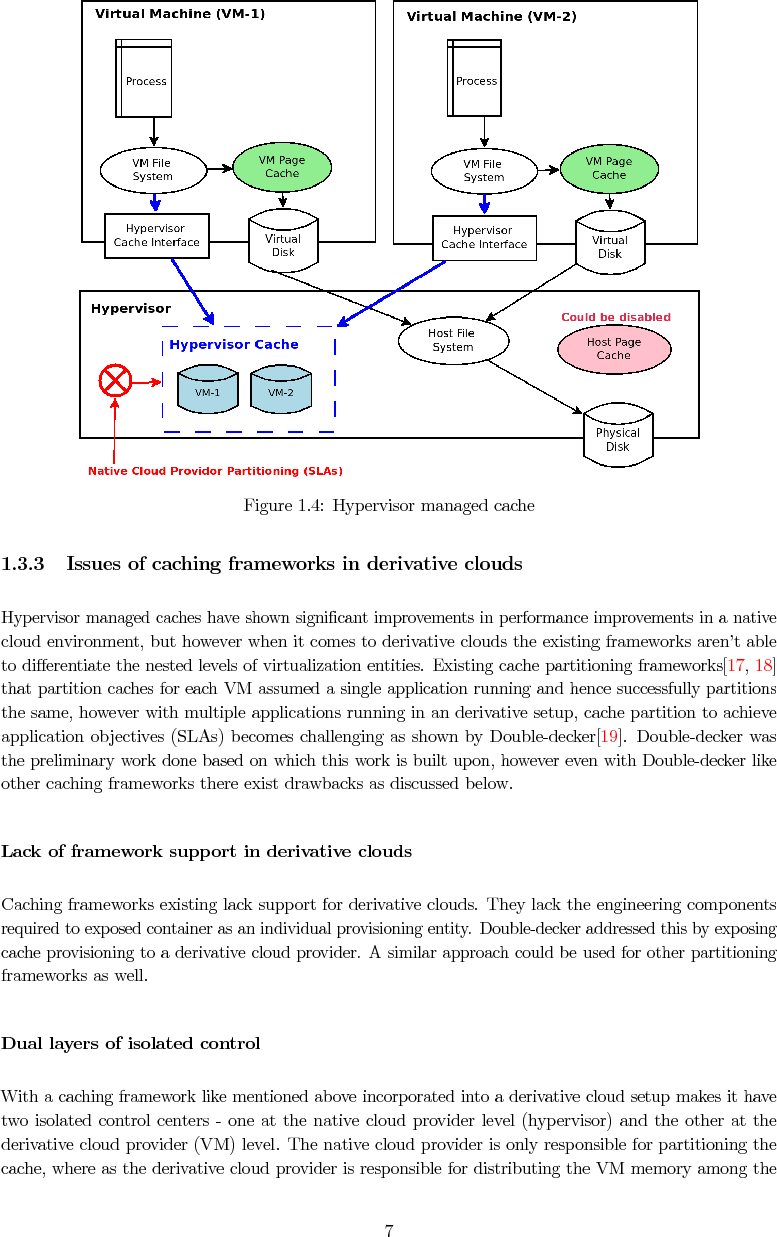 Virtual Machine (VM-1)
Virtual Machine (VM-2)
Process
Process
VM File
System
VM Page
Cache
VM File
System
VM Page
Cache
Hypervisor
Cache Interface
Virtual
Disk
Hypervisor
Cache Interface
Virtual
Disk
Hypervisor
Could be disabled
Hypervisor Cache
Host File
System
Host Page
Cache
VM-1
VM-2
Physical
Disk
Native Cloud Providor Partitioning (SLAs)
Figure 1.4: Hypervisor managed cache
1.3.3 Issues of caching frameworks in derivative clouds
Hypervisor managed caches have shown significant improvements in performance improvements in a native
cloud environment, but however when it comes to derivative clouds the existing frameworks aren't able
to differentiate the nested levels of virtualization entities. Existing cache partitioning frameworks[17, 18]
that partition caches for each VM assumed a single application running and hence successfully partitions
the same, however with multiple applications running in an derivative setup, cache partition to achieve
application objectives (SLAs) becomes challenging as shown by Double-decker[19]. Double-decker was
the preliminary work done based on which this work is built upon, however even with Double-decker like
other caching frameworks there exist drawbacks as discussed below.
Lack of framework support in derivative clouds
Caching frameworks existing lack support for derivative clouds. They lack the engineering components
required to exposed container as an individual provisioning entity. Double-decker addressed this by exposing
cache provisioning to a derivative cloud provider. A similar approach could be used for other partitioning
frameworks as well.
Dual layers of isolated control
With a caching framework like mentioned above incorporated into a derivative cloud setup makes it have
two isolated control centers - one at the native cloud provider level (hypervisor) and the other at the
derivative cloud provider (VM) level. The native cloud provider is only responsible for partitioning the
cache, where as the derivative cloud provider is responsible for distributing the VM memory among the
7